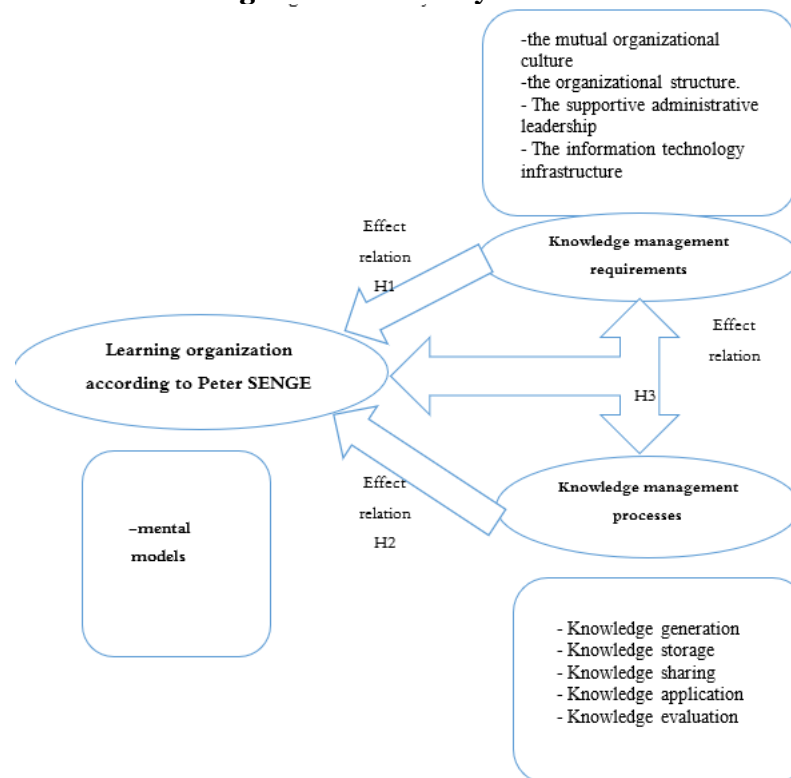 -the mutual organizational
culture
-the organizational structure.
- The supportive administrative
leadership
- The information technology
infrastructure
Effect
relation
H1
Knowledge management
requirements
Effect
relation
H3
Learning organization
according to Peter SENGE
Effect
relation
H2
Knowledge management
processes
–mental
models
- Knowledge generation
- Knowledge storage
- Knowledge sharing
- Knowledge application
- Knowledge evaluation